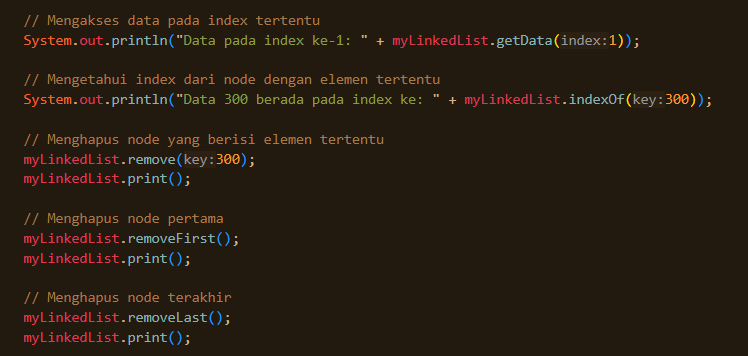 // Mengakses data pada index tertentu
System.out.println("Data pada index ke-1: " + myLinkedList.getData(index:1));
// Mengetahui index dari node dengan elemen tertentu
System.out.println("Data 300 berada pada index ke: " + myLinkedList.indexOf(key:300));
// Menghapus node yang berisi elemen tertentu
myLinkedList.remove(key:300);
myLinkedList.print();
// Menghapus node pertama
myLinkedList.removeFirst();
myLinkedList.print();
// Menghapus node terakhir
myLinkedList.removeLast();
myLinkedList.print();